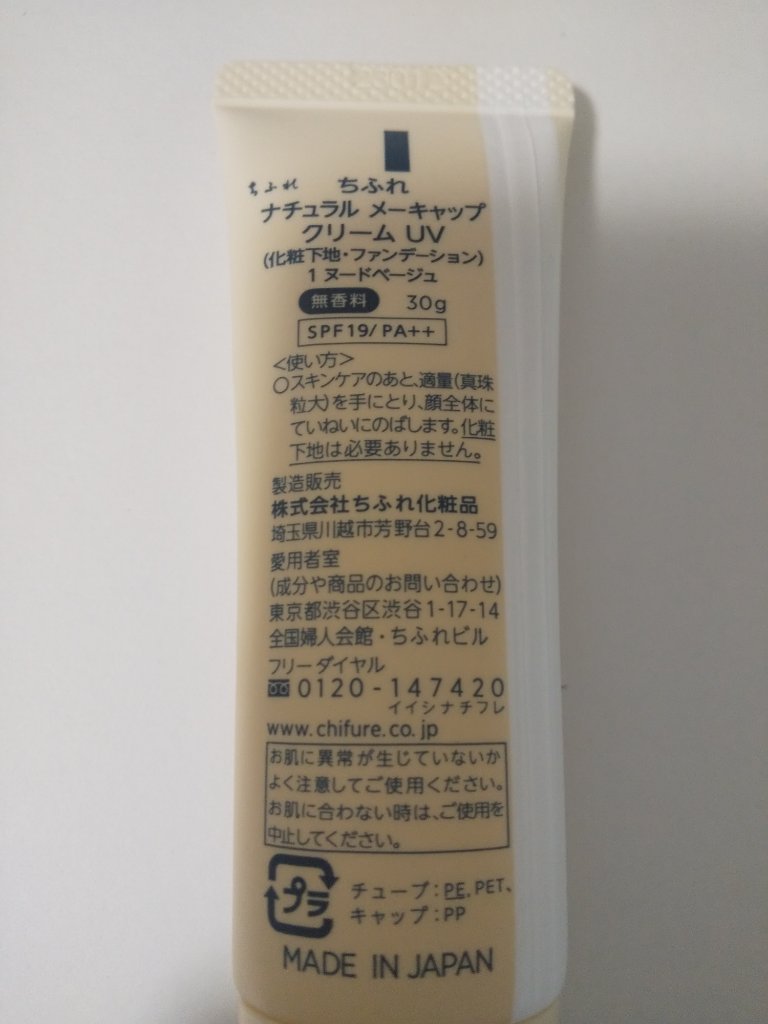 ちふれ ちふれ
ナチュラル メーキャップ
クリーム UV
(化粧下地・ファンデーション)
1 ヌードベージュ
無香料 30g
SPF19/PA++
<使い方>
○スキンケアのあと、適量(真珠
粒大)を手にとり、顔全体に
ていねいにのばします。化粧
下地は必要ありません。
製造販売
株式会社ちふれ化粧品
埼玉県川越市芳野台2-8-59
愛用者室
(成分や商品のお問い合わせ)
東京都渋谷区渋谷1-17-14
全国婦人会館・ちふれビル
フリーダイヤル
0120-147420
イイシナチフレ
www.chifure.co.jp
お肌に異常が生じていないか
よく注意してご使用ください。
お肌に合わない時は、ご使用を
中止してください。
プラ
チューブ:PE, PET、
キャップ:PP
MADE IN JAPAN